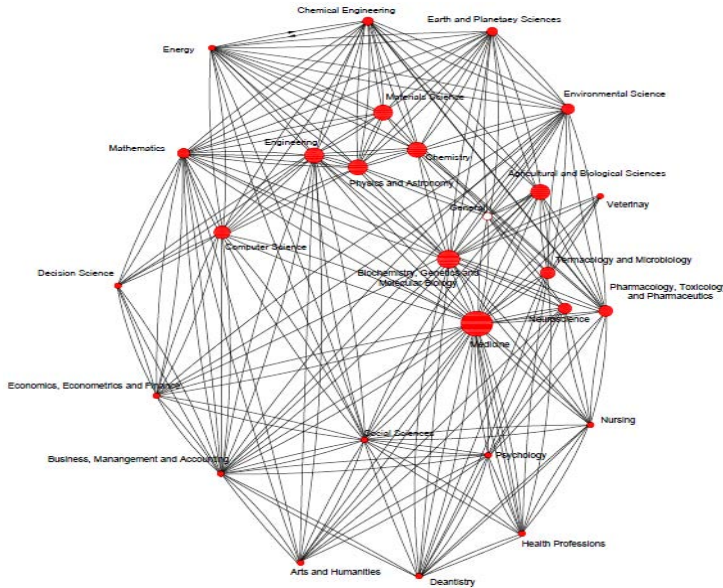 Chemical Engineering
Earth and Planetaey Sciences
Energy
Environmental Science
Materials Science
Mathematics
Engineering
Chemistry
Physics and Astronomy
Agricultural and Biological Sciences
Veterinay
General
Computer Science
Termacology and Microbiology
Decision Science
Biochemistry, Genetics and
Molecular Biology
Pharmacology, Toxicology
and Pharmaceutics
Neuroscience
Medicine
Economics, Econometrios and Finance
Nursing
Social Sciences
Business, Manangement and Accounting
Psychology
Health Professions
Arts and Humanities
Deantistry